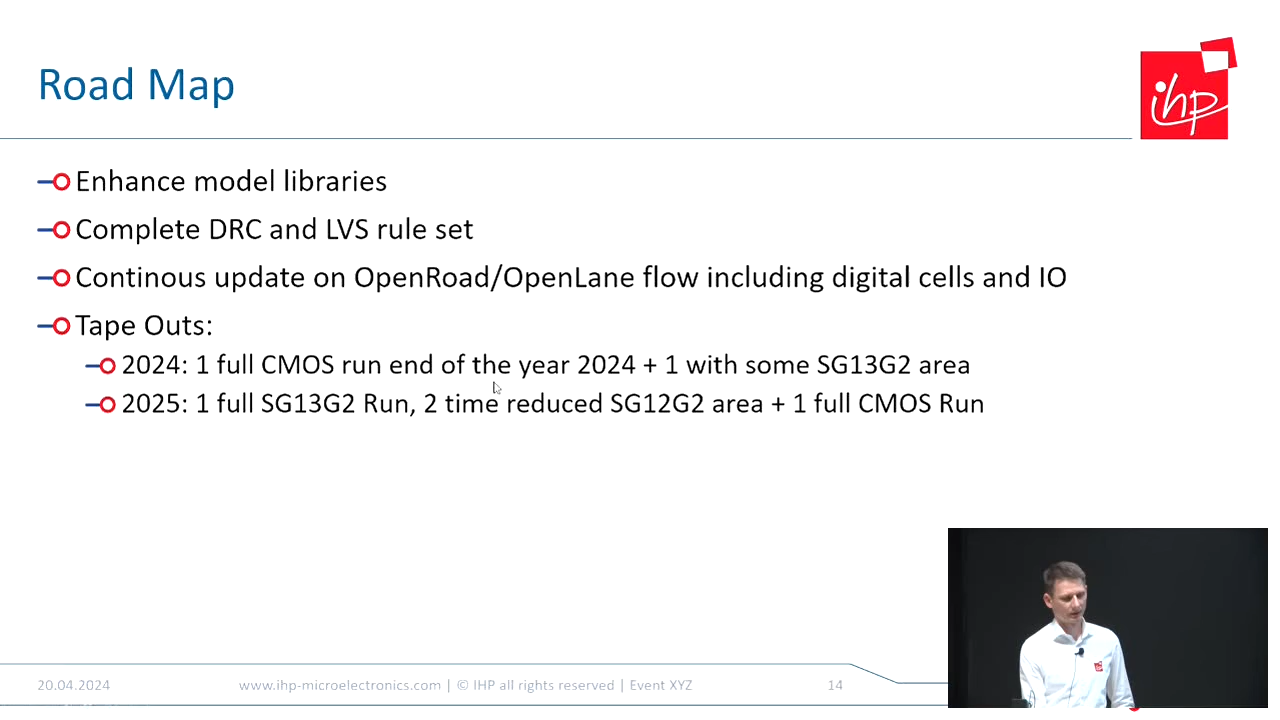 Road Map
ihp
Enhance model libraries
Complete DRC and LVS rule set
Continous update on OpenRoad/OpenLane flow including digital cells and IO
Tape Outs:
2024: 1 full CMOS run end of the year 2024 + 1 with some SG13G2 area
2025: 1 full SG13G2 Run, 2 time reduced SG12G2 area + 1 full CMOS Run
20.04.2024
www.ihp-microelectronics.com | © IHP all rights reserved | Event XYZ
14